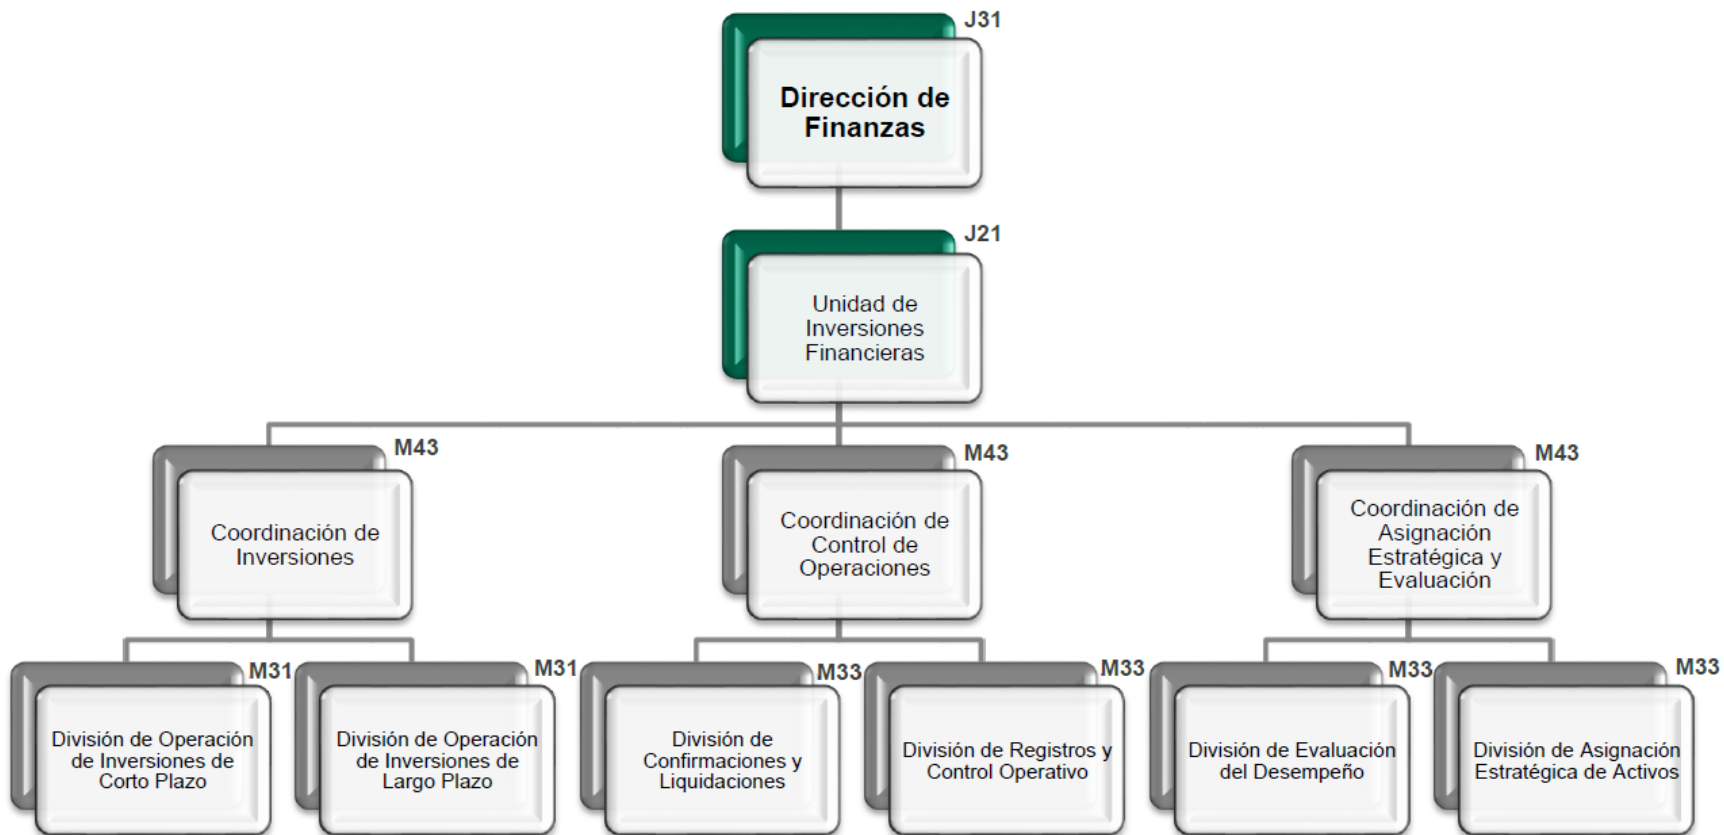 J31
Dirección de
Finanzas
J21
Unidad de
Inversiones
Financieras
M43
Coordinación de
Inversiones
M43
Coordinación de
Control de
Operaciones
M43
Coordinación de
Asignación
Estratégica y
Evaluación
M31
División de Operación
de Inversiones de
Corto Plazo
M31
División de Operación
de Inversiones de
Largo Plazo
M33
División de
Confirmaciones y
Liquidaciones
M33
División de Registros y
Control Operativo
M33
División de Evaluación
del Desempeño
M33
División de Asignación
Estratégica de Activos